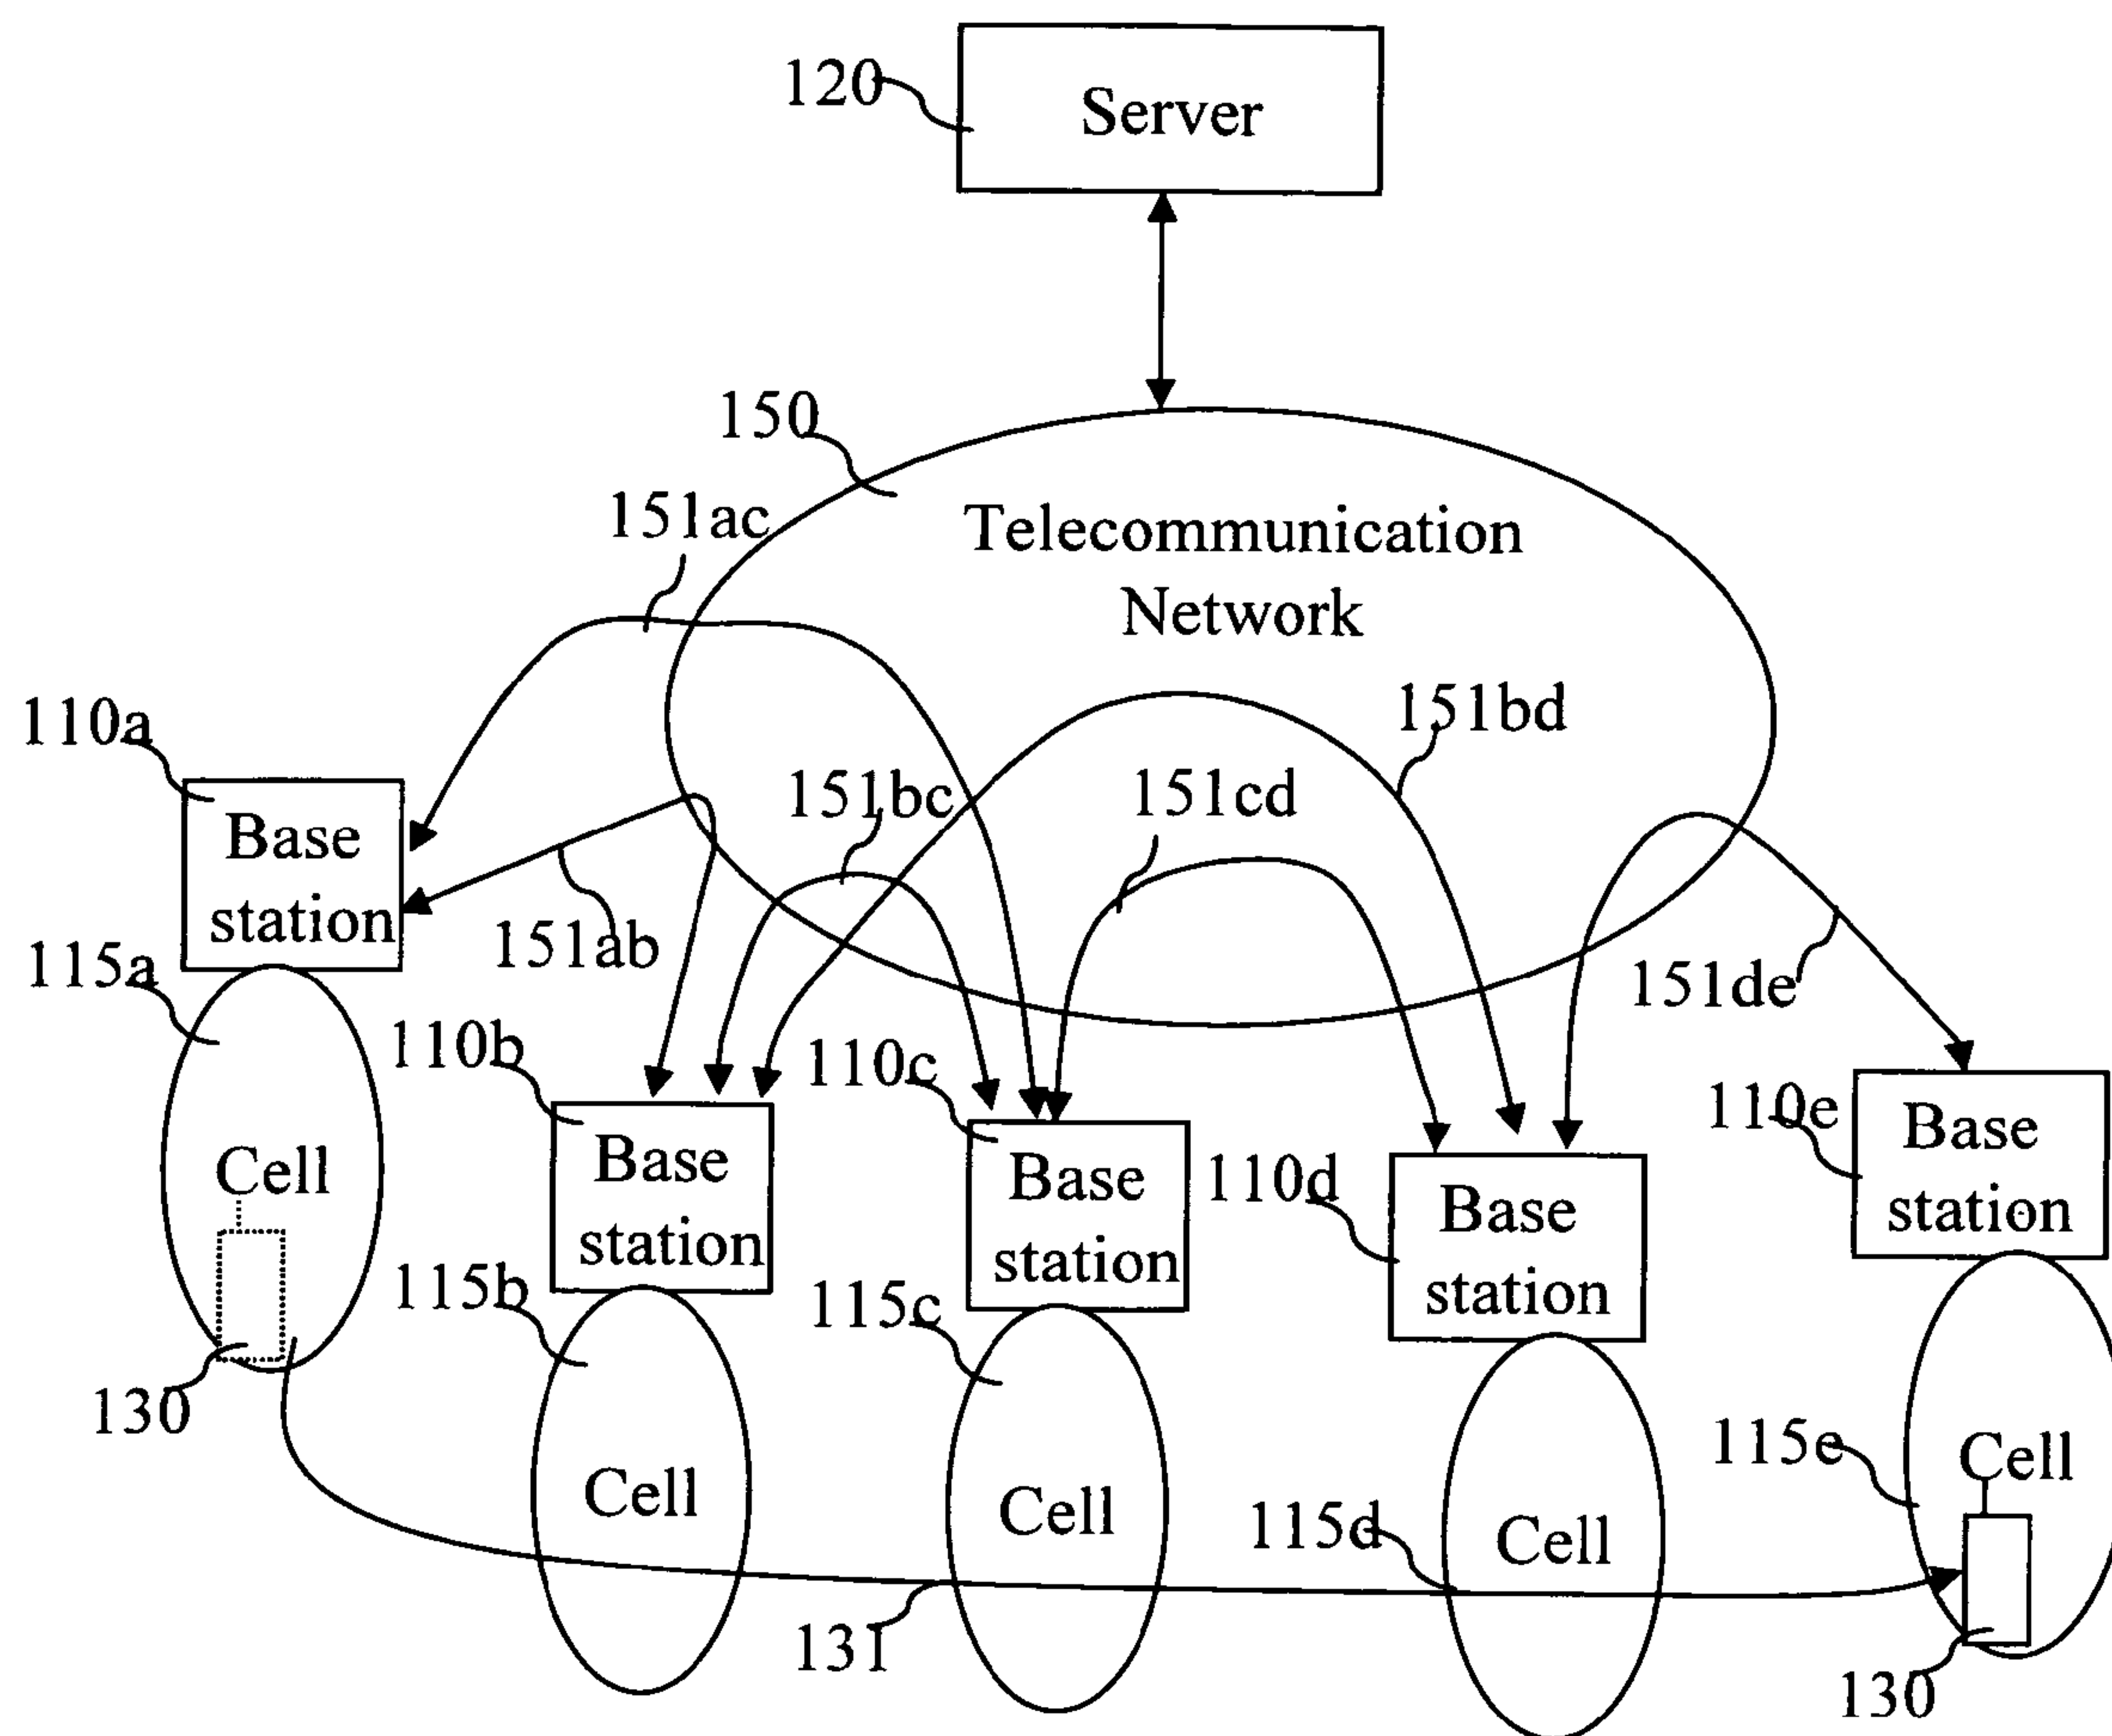 120
Server
150
151ac
Telecommunication
Network
110a
151bd
151bc
151cd
Base
station
151ab
151de
115a
110b
110c
110e
Base
station
Cell
Base
station
Base
station
110d
Base
station
115b
115c
130
115e
Cell
Cell
Cell
115d
Cell
131
130